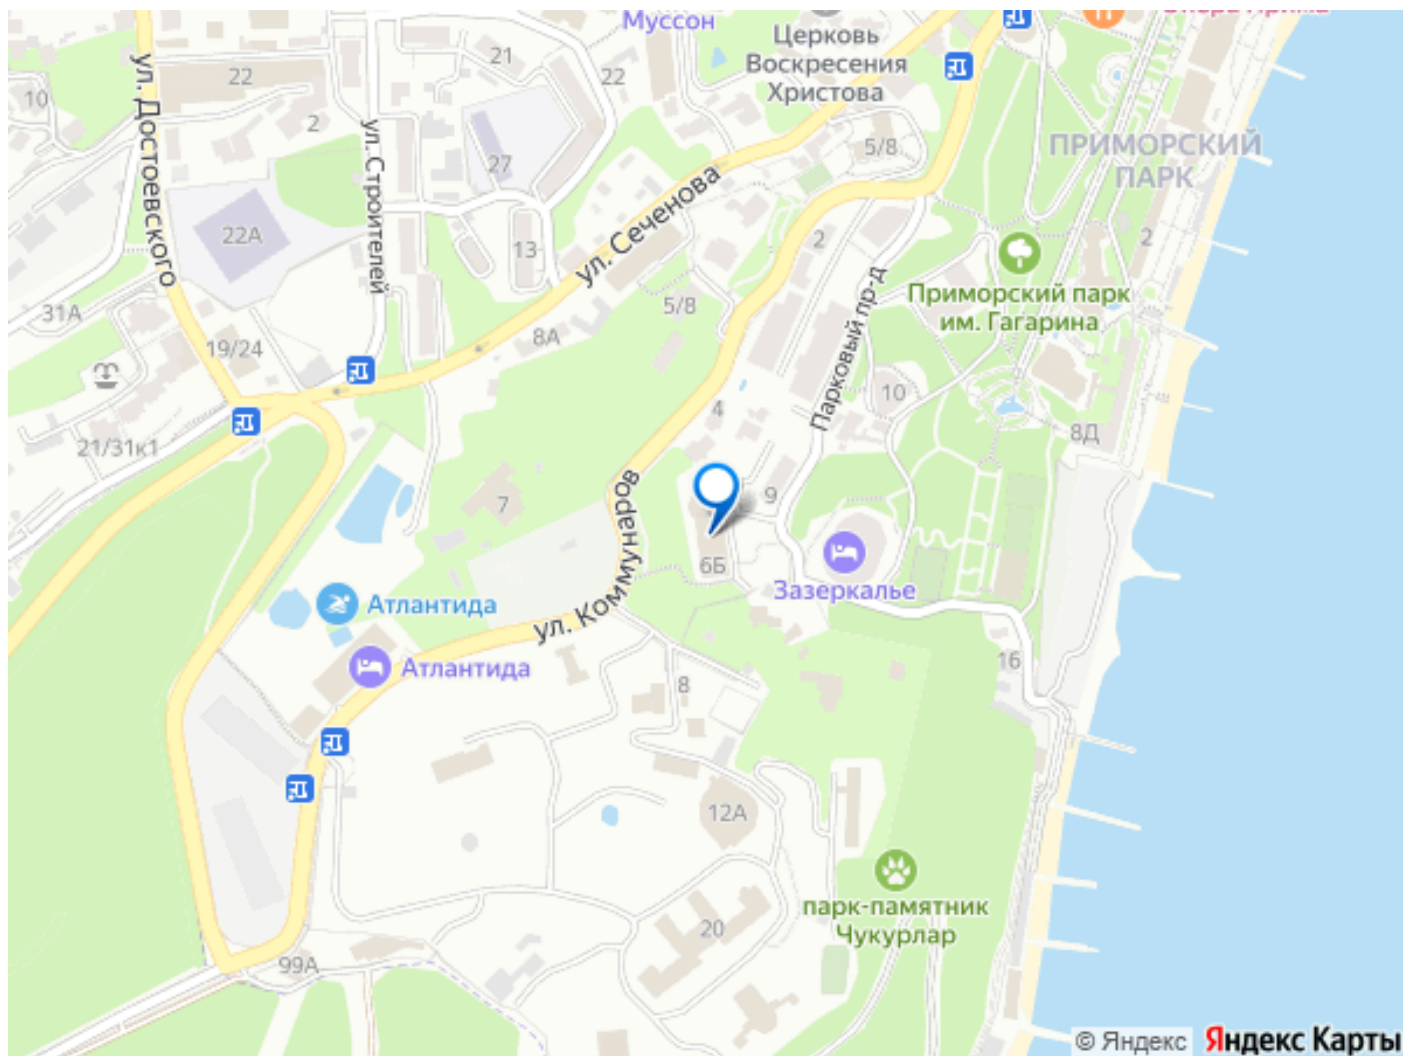 Муссон
Церковь
Воскресения
Христова
21
22
22
10
2
ул. Достоевского
ул. Строителей
27
5/8
ПРИМОРСКИЙ
ПАРК
ул. Сеченова
22А
13
2
2
Приморский парк
им. Гагарина
31А
5/8
8А
19/24
Парковый пр-д
10
4
8Д
21/31к1
7
9
ул. Коммунаров
6Б
Зазеркалье
Атлантида
Атлантида
16
8
12А
парк-памятник
Чукурлар
20
99А
© Яндекс Яндекс Карты